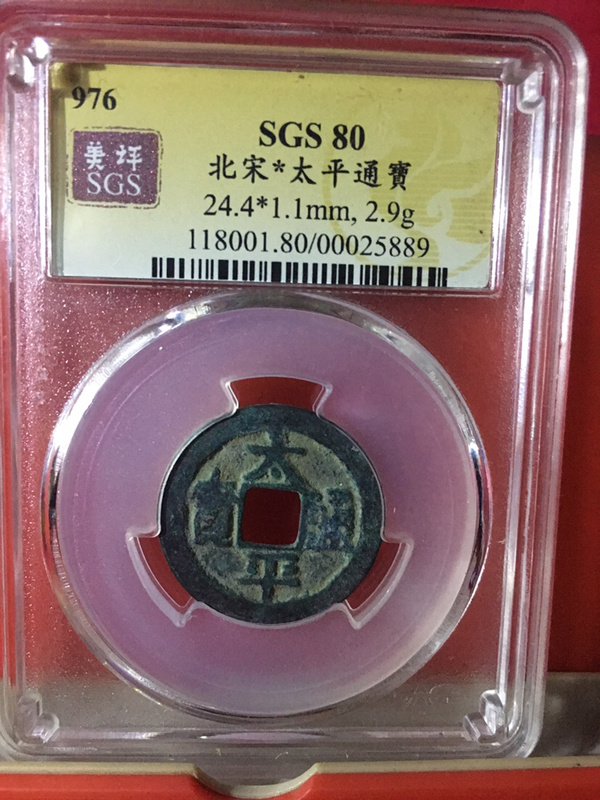 976
美评
SGS
SGS 80
北宋*太平通寶
24.4*1.1mm, 2.9g
118001.80/00025889
太
寶 通
平